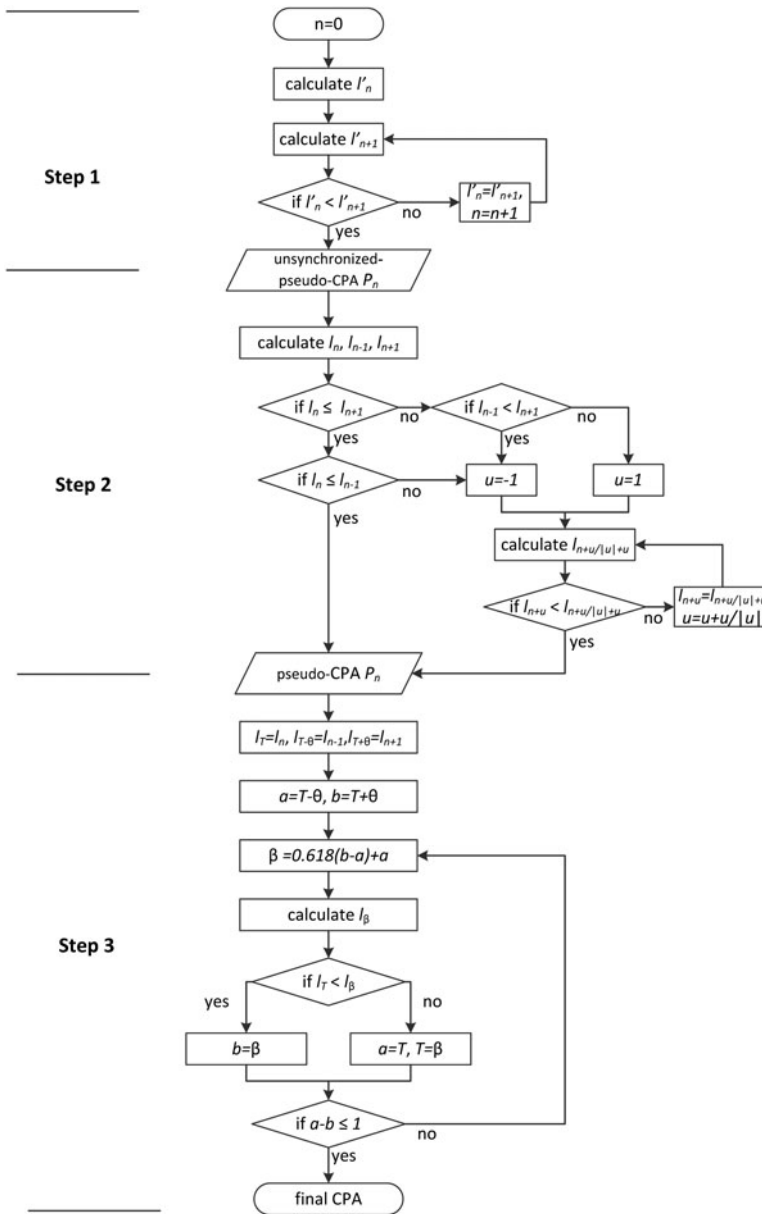 n=0
calculate l'n
calculate l'n+1
Step 1
if l'n < l'n+1
no
l'n=l'n+1,
n=n+1
yes
unsynchronized-
pseudo-CPA Pn
calculate ln, ln-1, ln+1
if ln ≤ ln+1
no
if ln-1 < ln+1
no
yes
yes
Step 2
if ln ≤ ln-1
no
u=-1
u=1
yes
calculate ln+u/|u|+u
if ln+u < ln+u/|u|+u
no
ln+u=ln+u/|u|+u
u=u+u/|u|
yes
pseudo-CPA Pn
lT=ln, lT-θ=ln-1,lT+θ=ln+1
a=T-θ, b=T+θ
β =0.618(b-a)+a
calculate lβ
Step 3
if lT < lβ
yes
no
b=β
a=T, T=β
if a-b ≤ 1
no
yes
final CPA